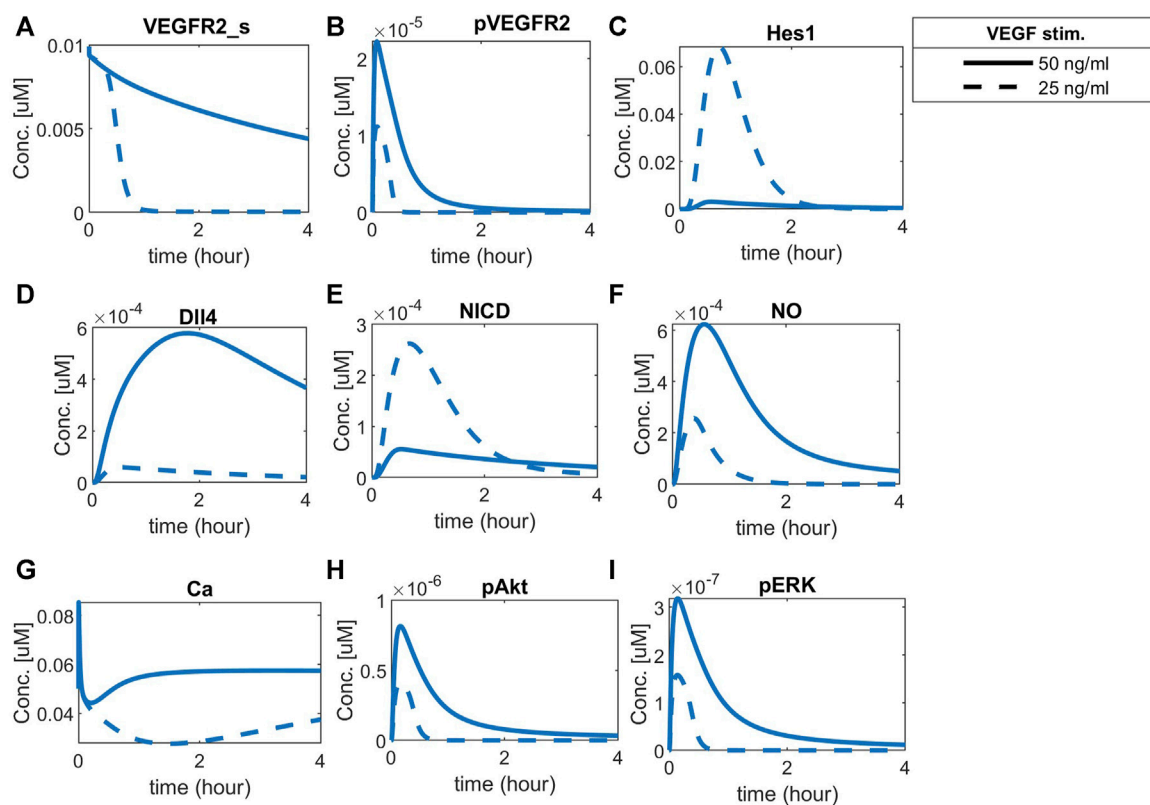 A
VEGFR2_s
0.01
0.005
0
Conc. [uM]
0
2
4
time (hour)
B
×10⁻⁵
pVEGFR2
2
1
0
Conc. [uM]
0
2
4
time (hour)
C
Hes1
0.06
0.04
0.02
0
Conc. [uM]
0
2
4
time (hour)
VEGF stim.
50 ng/ml
25 ng/ml
D
×10⁻⁴
Dll4
6
4
2
0
Conc. [uM]
0
2
4
time (hour)
E
×10⁻⁴
NICD
3
2
1
0
Conc. [uM]
0
2
4
time (hour)
F
×10⁻⁴
NO
6
4
2
0
Conc. [uM]
0
2
4
time (hour)
G
Ca
0.08
0.06
0.04
Conc. [uM]
0
2
4
time (hour)
H
×10⁻⁶
pAkt
1
0.5
0
Conc. [uM]
0
2
4
time (hour)
I
×10⁻⁷
pERK
3
2
1
0
Conc. [uM]
0
2
4
time (hour)